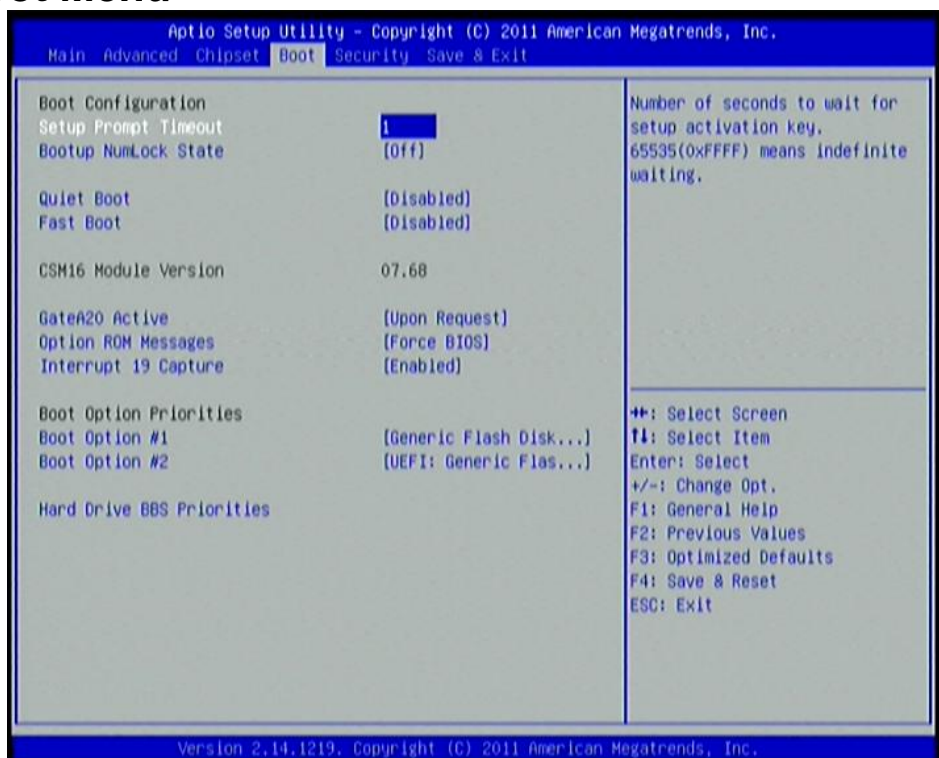 Aptio Setup Utility - Copyright (C) 2011 American Megatrends, Inc.
Main Advanced Chipset Boot Security Save & Exit
Boot Configuration
Setup Prompt Timeout 1
Bootup NumLock State [Off]
Quiet Boot [Disabled]
Fast Boot [Disabled]
CSM16 Module Version 07.68
GateA20 Active [Upon Request]
Option ROM Messages [Force BIOS]
Interrupt 19 Capture [Enabled]
Boot Option Priorities
Boot Option #1 [Generic Flash Disk...]
Boot Option #2 [UEFI: Generic Flas...]
Hard Drive BBS Priorities
Number of seconds to wait for
setup activation key.
65535(0xFFFF) means indefinite
waiting.
→←: Select Screen
↑↓: Select Item
Enter: Select
+/-: Change Opt.
F1: General Help
F2: Previous Values
F3: Optimized Defaults
F4: Save & Reset
ESC: Exit
Version 2.14.1219. Copyright (C) 2011 American Megatrends, Inc.